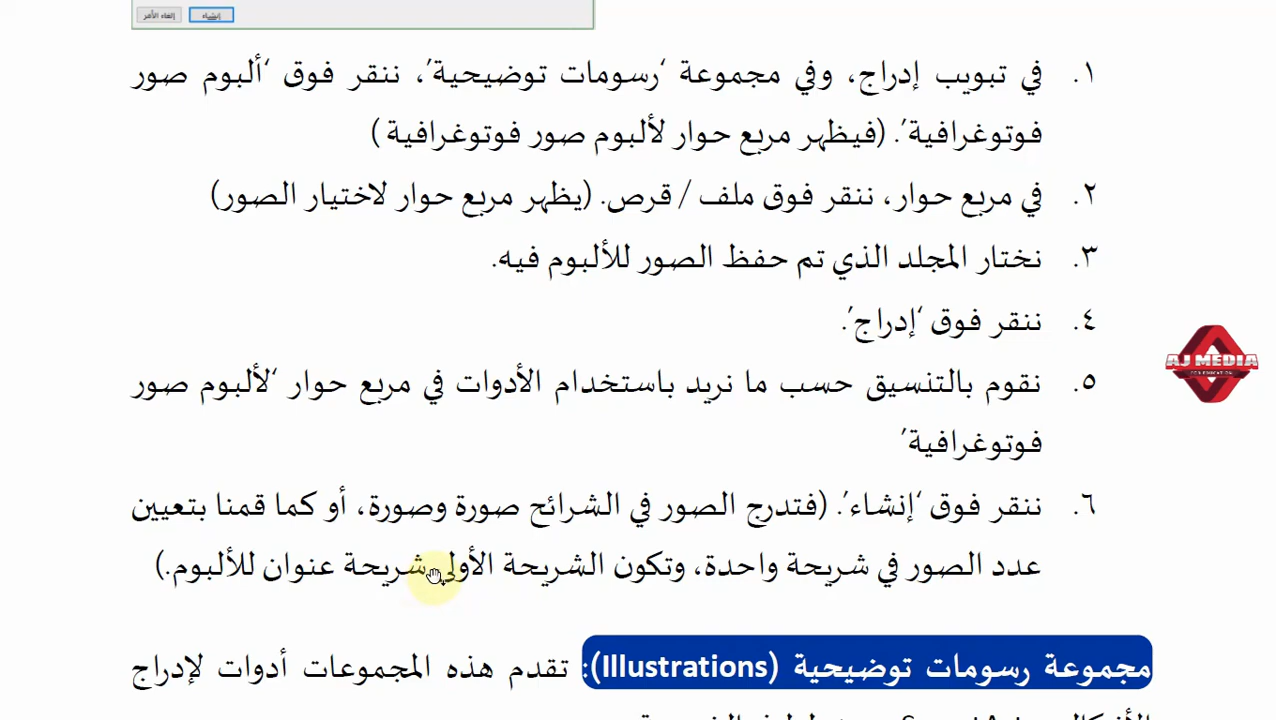 إنشاء
إلغاء الأمر
١. في تبويب إدراج، وفي مجموعة ‘رسومات توضيحية’، ننقر فوق ‘ألبوم صور
فوتوغرافية’. (فيظهر مربع حوار لألبوم صور فوتوغرافية )
٢. في مربع حوار، ننقر فوق ملف / قرص. (يظهر مربع حوار لاختيار الصور)
٣. نختار المجلد الذي تم حفظ الصور للألبوم فيه.
٤. ننقر فوق ‘إدراج’.
٥. نقوم بالتنسيق حسب ما نريد باستخدام الأدوات في مربع حوار ‘لألبوم صور
فوتوغرافية’
٦. ننقر فوق ‘إنشاء’. (فتدرج الصور في الشرائح صورة وصورة، أو كما قمنا بتعيين
عدد الصور في شريحة واحدة، وتكون الشريحة الأولى شريحة عنوان للألبوم.)
مجموعة رسومات توضيحية (Illustrations): تقدم هذه المجموعات أدوات لإدراج
AJ MEDIA
FOR EDUCATION